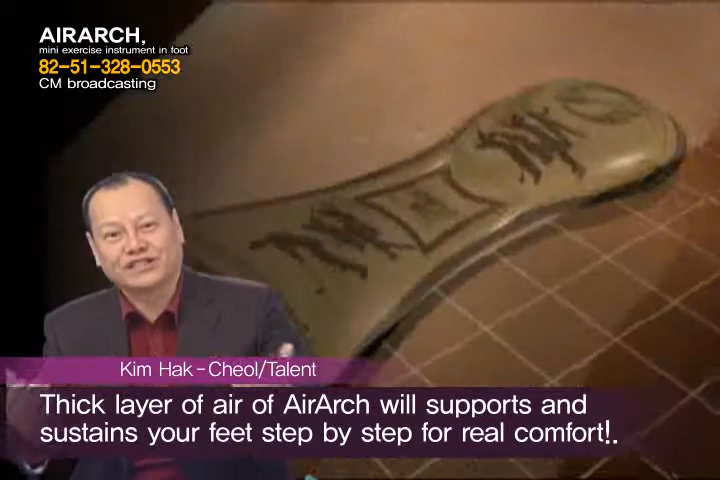 AIRARCH,
mini exercise instrument in foot
82-51-328-0553
CM broadcasting
Kim Hak-Cheol/Talent
Thick layer of air of AirArch will supports and
sustains your feet step by step for real comfort!.